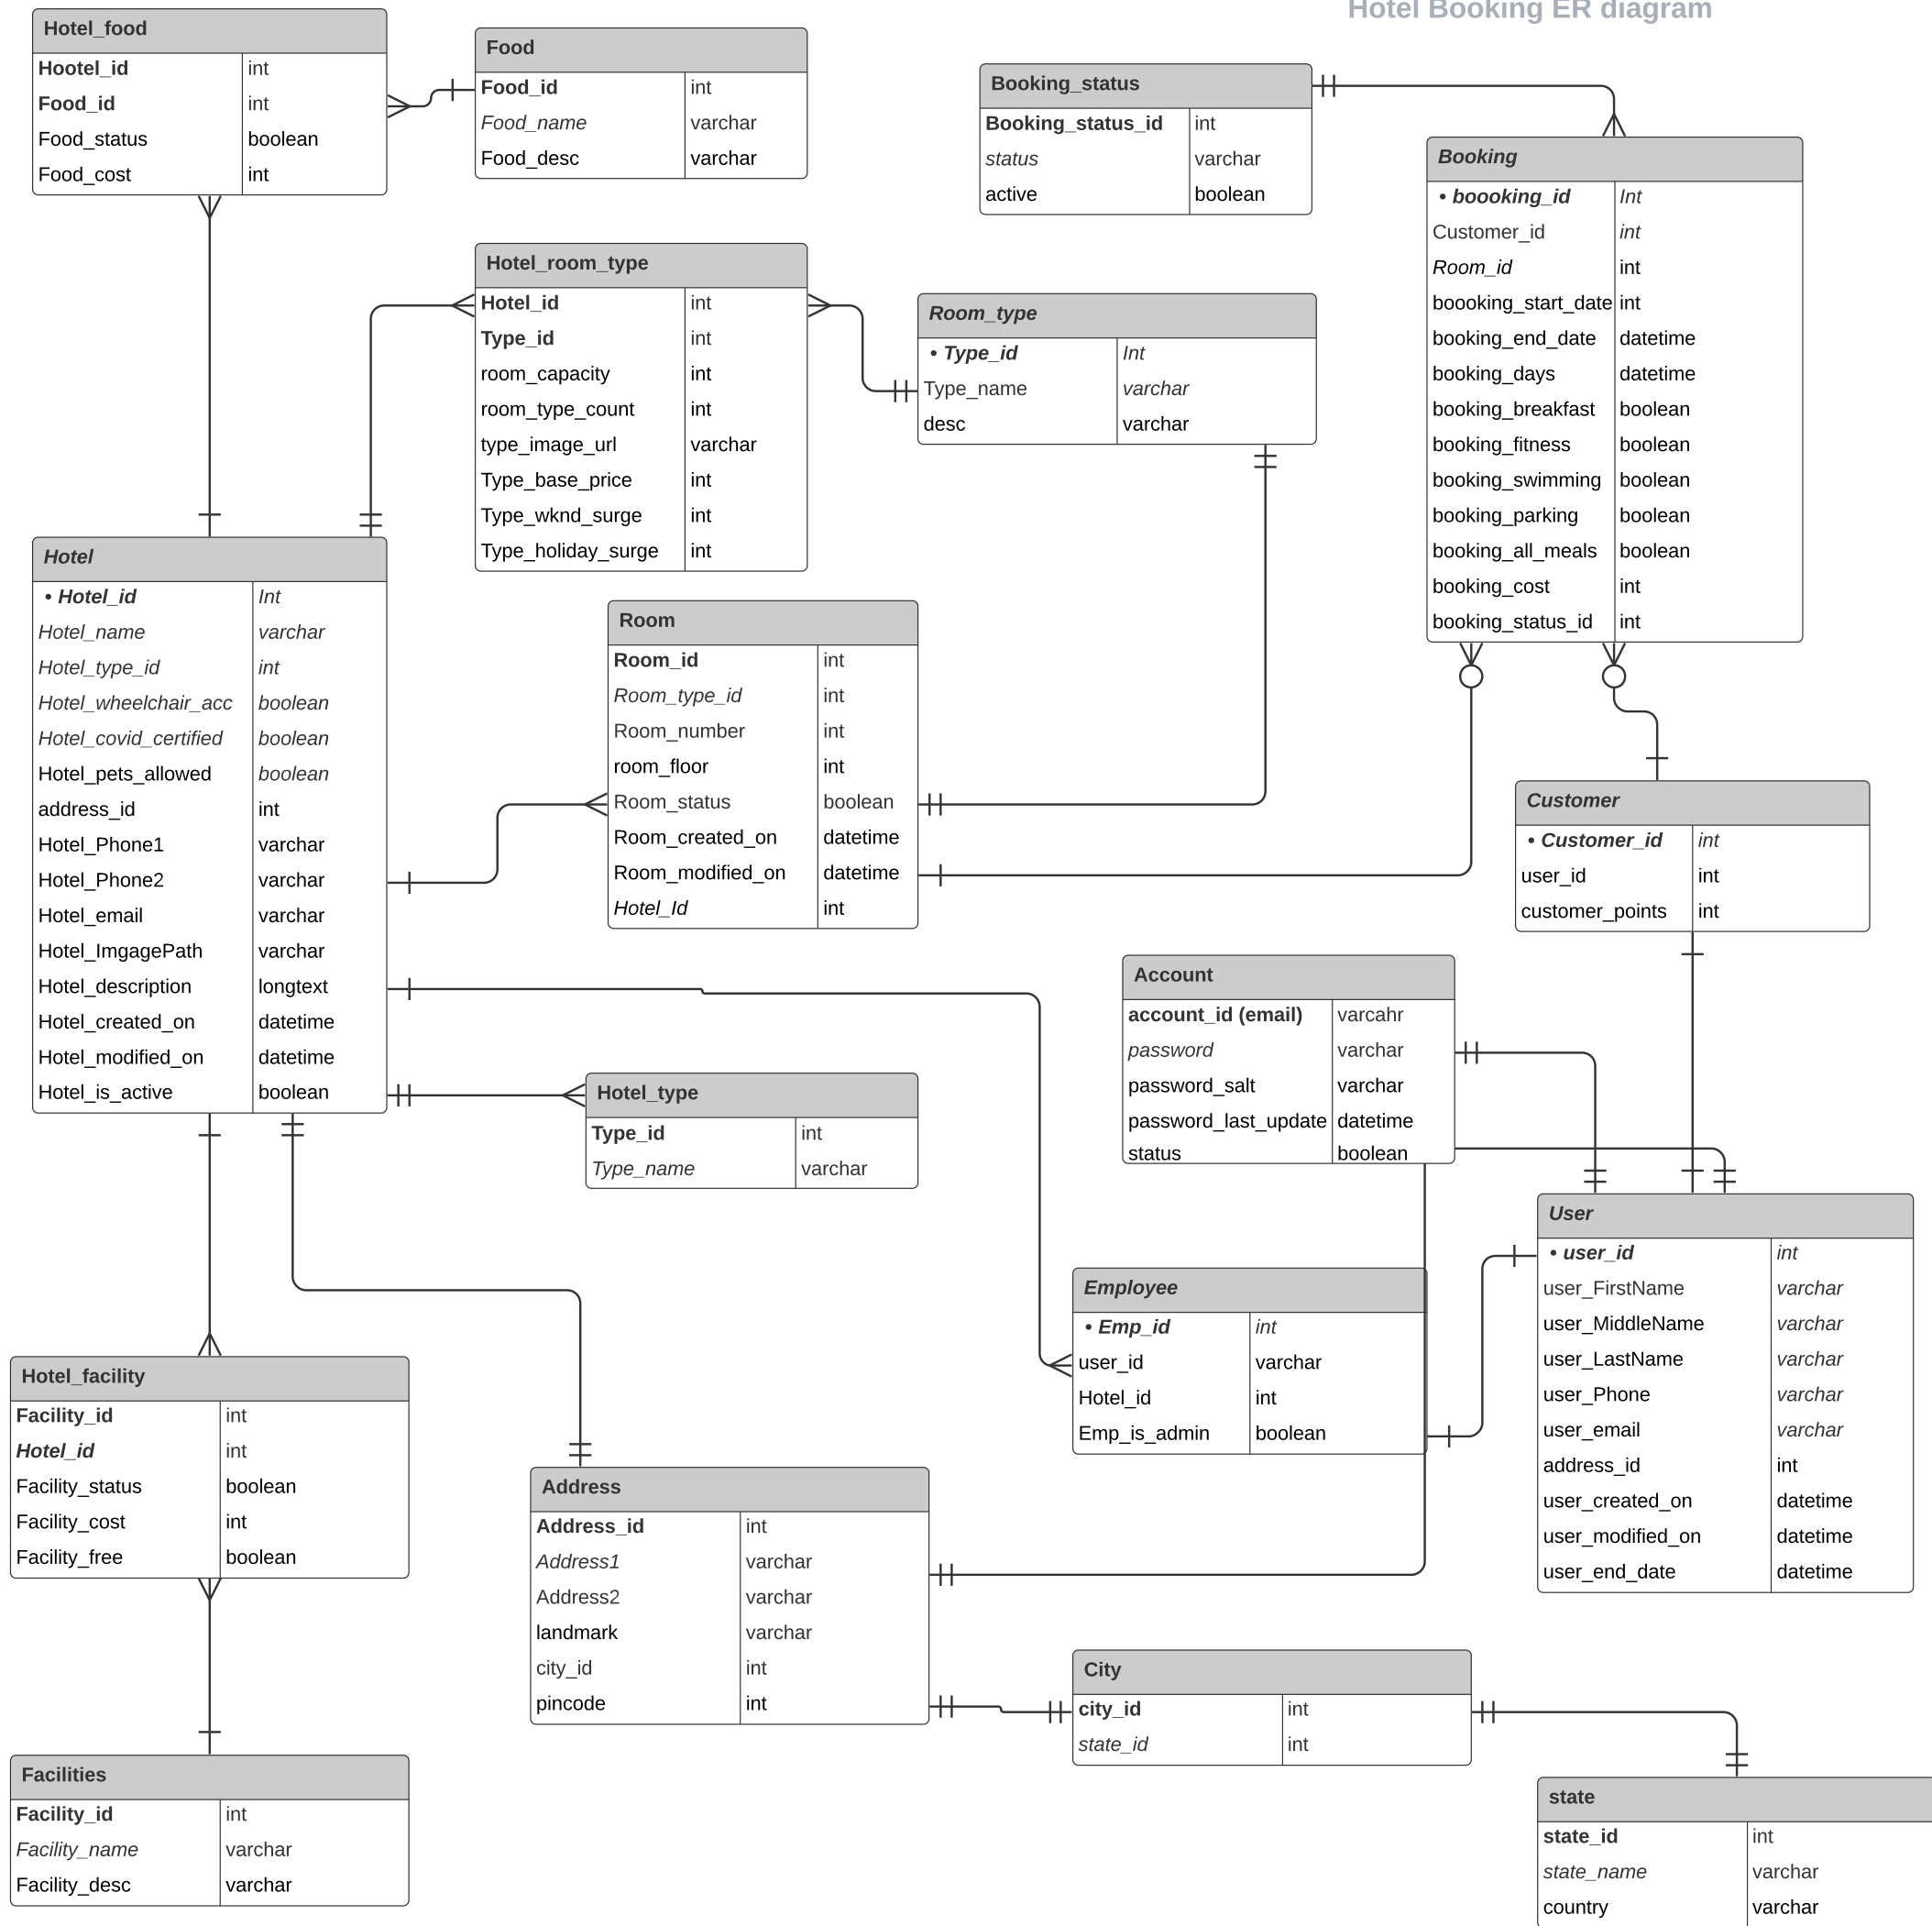 Hotel Booking ER diagram
Hotel_food
Hootel_id int
Food_id int
Food_status boolean
Food_cost int
Food
Food_id int
Food_name varchar
Food_desc varchar
Booking_status
Booking_status_id int
status varchar
active boolean
Booking
• boooking_id Int
Customer_id int
Room_id int
boooking_start_date int
booking_end_date datetime
booking_days datetime
booking_breakfast boolean
booking_fitness boolean
booking_swimming boolean
booking_parking boolean
booking_all_meals boolean
booking_cost int
booking_status_id int
Hotel_room_type
Hotel_id int
Type_id int
room_capacity int
room_type_count int
type_image_url varchar
Type_base_price int
Type_wknd_surge int
Type_holiday_surge int
Room_type
• Type_id Int
Type_name varchar
desc varchar
Hotel
• Hotel_id Int
Hotel_name varchar
Hotel_type_id int
Hotel_wheelchair_acc boolean
Hotel_covid_certified boolean
Hotel_pets_allowed boolean
address_id int
Hotel_Phone1 varchar
Hotel_Phone2 varchar
Hotel_email varchar
Hotel_ImgagePath varchar
Hotel_description longtext
Hotel_created_on datetime
Hotel_modified_on datetime
Hotel_is_active boolean
Room
Room_id int
Room_type_id int
Room_number int
room_floor int
Room_status boolean
Room_created_on datetime
Room_modified_on datetime
Hotel_Id int
Customer
• Customer_id int
user_id int
customer_points int
Account
account_id (email) varcahr
password varchar
password_salt varchar
password_last_update datetime
status boolean
Hotel_type
Type_id int
Type_name varchar
User
• user_id int
user_FirstName varchar
user_MiddleName varchar
user_LastName varchar
user_Phone varchar
user_email varchar
address_id int
user_created_on datetime
user_modified_on datetime
user_end_date datetime
Employee
• Emp_id int
user_id varchar
Hotel_id int
Emp_is_admin boolean
Hotel_facility
Facility_id int
Hotel_id int
Facility_status boolean
Facility_cost int
Facility_free boolean
Address
Address_id int
Address1 varchar
Address2 varchar
landmark varchar
city_id int
pincode int
City
city_id int
state_id int
Facilities
Facility_id int
Facility_name varchar
Facility_desc varchar
state
state_id int
state_name varchar
country varchar